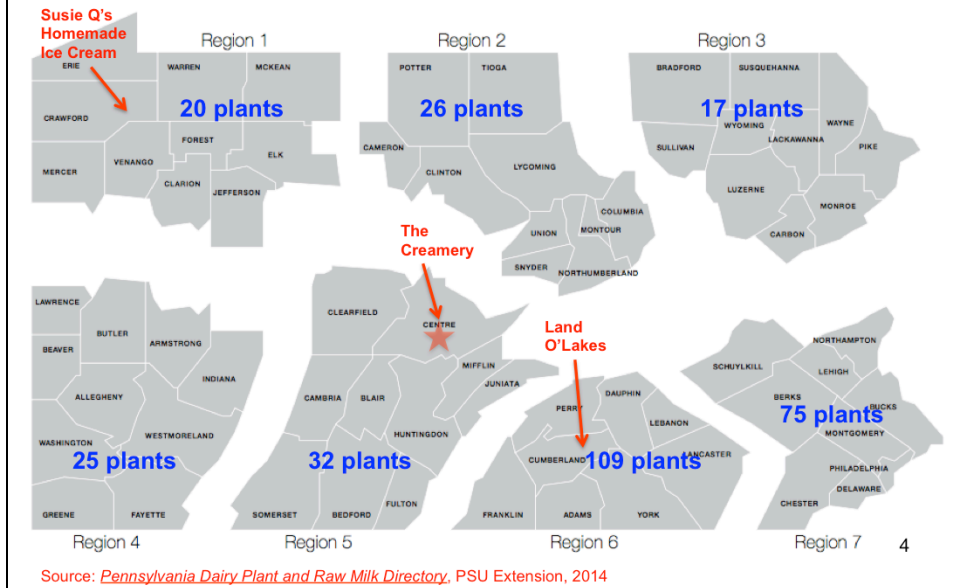 Susie Q's
Homemade
Ice Cream
Region 1
ERIE
WARREN
MCKEAN
CRAWFORD
20 plants
FOREST
ELK
MERCER
VENANGO
CLARION
JEFFERSON
Region 2
POTTER
TIOGA
26 plants
CAMERON
CLINTON
LYCOMING
COLUMBIA
UNION
MONTOUR
SNYDER
NORTHUMBERLAND
Region 3
BRADFORD
SUSQUEHANNA
17 plants
WYOMING
WAYNE
LACKAWANNA
SULLIVAN
PIKE
LUZERNE
MONROE
CARBON
LAWRENCE
BUTLER
BEAVER
ARMSTRONG
INDIANA
ALLEGHENY
WASHINGTON
WESTMORELAND
25 plants
GREENE
FAYETTE
Region 4
The
Creamery
CLEARFIELD
CENTRE
MIFFLIN
JUNIATA
CAMBRIA
BLAIR
HUNTINGDON
32 plants
SOMERSET
BEDFORD
FULTON
Region 5
Land
O'Lakes
DAUPHIN
PERRY
LEBANON
CUMBERLAND
109 plants
LANCASTER
FRANKLIN
ADAMS
YORK
Region 6
NORTHAMPTON
SCHUYLKILL
LEHIGH
BERKS
BUCKS
75 plants
MONTGOMERY
PHILADELPHIA
DELAWARE
CHESTER
Region 7
4
Source: Pennsylvania Dairy Plant and Raw Milk Directory, PSU Extension, 2014